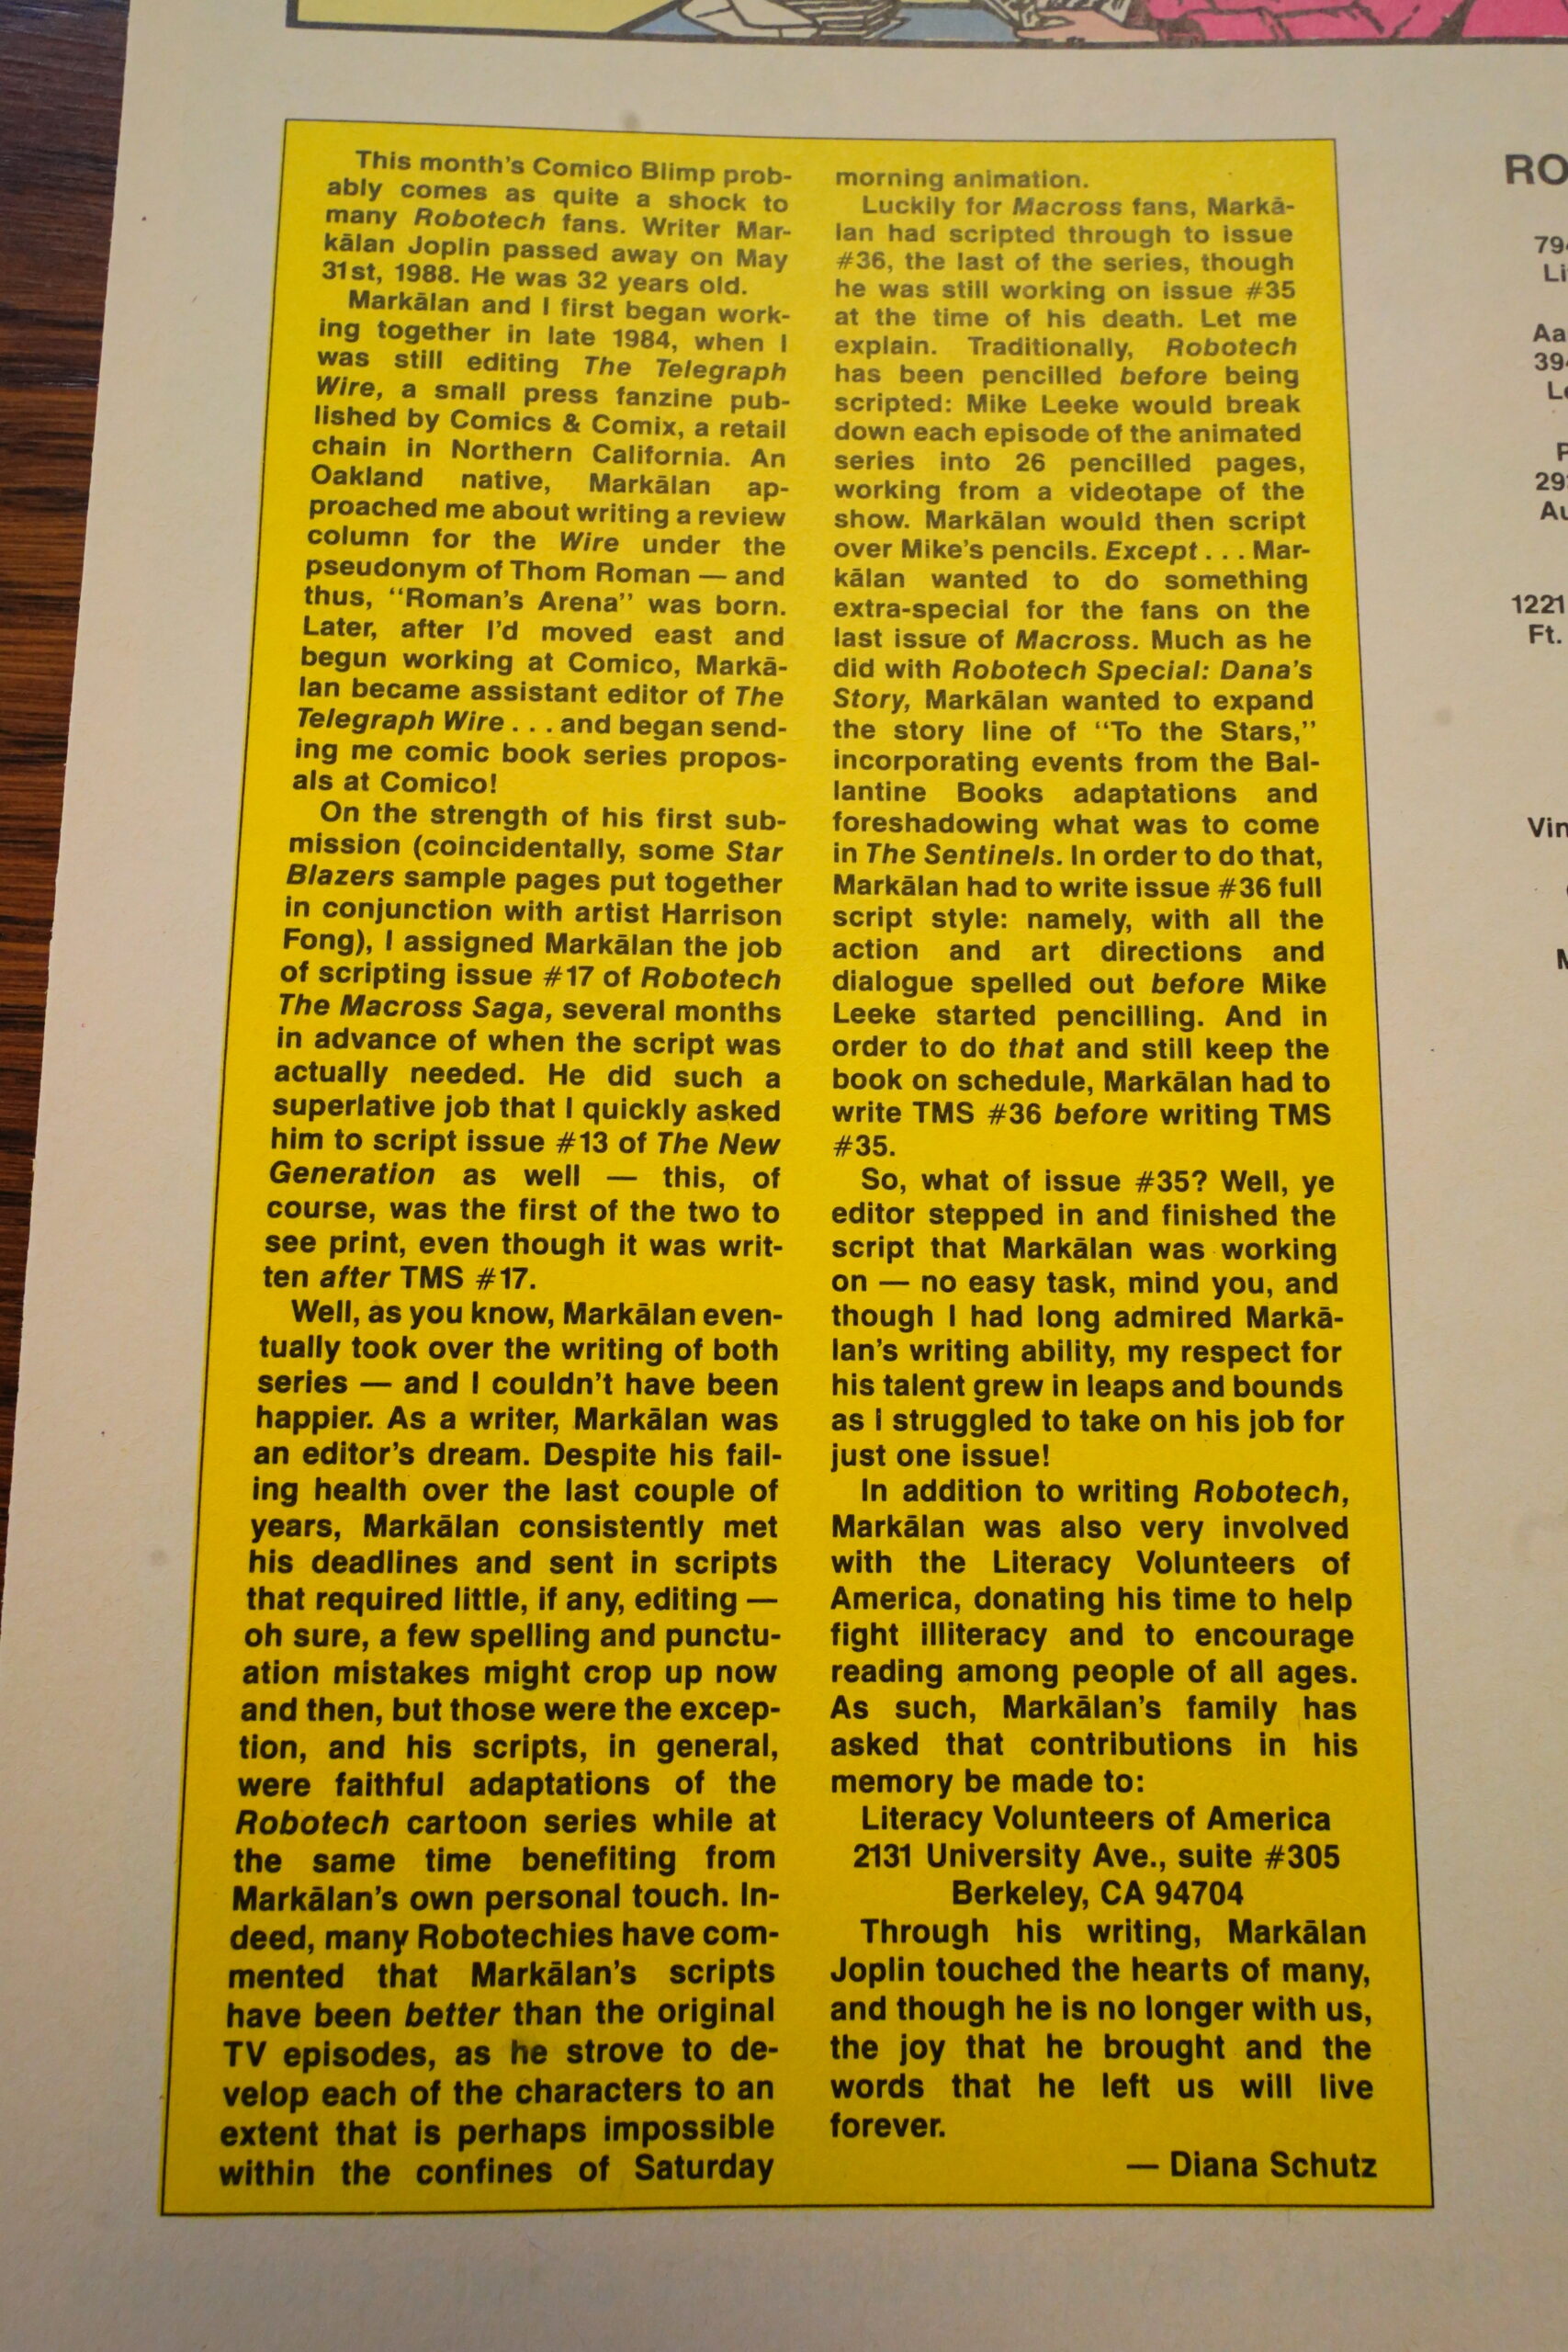 This month's Comico Blimp prob-
ably comes as quite a shock to
many Robotech fans. Writer Mar-
kālan Joplin passed away on May
31st, 1988. He was 32 years old.
Markālan and I first began work-
ing together in late 1984, when I
was still editing The Telegraph
Wire, a small press fanzine pub-
lished by Comics & Comix, a retail
chain in Northern California. An
Oakland native, Markālan ap-
proached me about writing a review
column for the Wire under the
pseudonym of Thom Roman — and
thus, "Roman's Arena" was born.
Later, after I'd moved east and
begun working at Comico, Markā-
lan became assistant editor of The
Telegraph Wire . . . and began send-
ing me comic book series propos-
als at Comico!
On the strength of his first sub-
mission (coincidentally, some Star
Blazers sample pages put together
in conjunction with artist Harrison
Fong), I assigned Markālan the job
of scripting issue #17 of Robotech
The Macross Saga, several months
in advance of when the script was
actually needed. He did such a
superlative job that I quickly asked
him to script issue #13 of The New
Generation as well — this, of
course, was the first of the two to
see print, even though it was writ-
ten after TMS #17.
Well, as you know, Markālan even-
tually took over the writing of both
series — and I couldn't have been
happier. As a writer, Markālan was
an editor's dream. Despite his fail-
ing health over the last couple of
years, Markālan consistently met
his deadlines and sent in scripts
that required little, if any, editing —
oh sure, a few spelling and punctu-
ation mistakes might crop up now
and then, but those were the excep-
tion, and his scripts, in general,
were faithful adaptations of the
Robotech cartoon series while at
the same time benefiting from
Markālan's own personal touch. In-
deed, many Robotechies have com-
mented that Markālan's scripts
have been better than the original
TV episodes, as he strove to de-
velop each of the characters to an
extent that is perhaps impossible
within the confines of Saturday
morning animation.
Luckily for Macross fans, Markā-
lan had scripted through to issue
#36, the last of the series, though
he was still working on issue #35
at the time of his death. Let me
explain. Traditionally, Robotech
has been pencilled before being
scripted: Mike Leeke would break
down each episode of the animated
series into 26 pencilled pages,
working from a videotape of the
show. Markālan would then script
over Mike's pencils. Except . . . Mar-
kālan wanted to do something
extra-special for the fans on the
last issue of Macross. Much as he
did with Robotech Special: Dana's
Story, Markālan wanted to expand
the story line of "To the Stars,"
incorporating events from the Bal-
lantine Books adaptations and
foreshadowing what was to come
in The Sentinels. In order to do that,
Markālan had to write issue #36 full
script style: namely, with all the
action and art directions and
dialogue spelled out before Mike
Leeke started pencilling. And in
order to do that and still keep the
book on schedule, Markālan had to
write TMS #36 before writing TMS
#35.
So, what of issue #35? Well, ye
editor stepped in and finished the
script that Markālan was working
on — no easy task, mind you, and
though I had long admired Markā-
lan's writing ability, my respect for
his talent grew in leaps and bounds
as I struggled to take on his job for
just one issue!
In addition to writing Robotech,
Markālan was also very involved
with the Literacy Volunteers of
America, donating his time to help
fight illiteracy and to encourage
reading among people of all ages.
As such, Markālan's family has
asked that contributions in his
memory be made to:
Literacy Volunteers of America
2131 University Ave., suite #305
Berkeley, CA 94704
Through his writing, Markālan
Joplin touched the hearts of many,
and though he is no longer with us,
the joy that he brought and the
words that he left us will live
forever.
— Diana Schutz
1221
Ft.